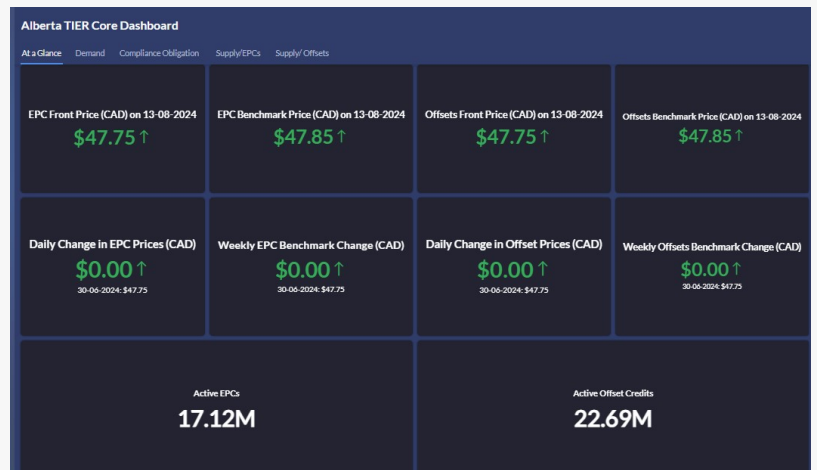 Alberta TIER Core Dashboard
At a Glance Demand Compliance Obligation Supply/EPCs Supply/ Offsets
EPC Front Price (CAD) on 13-08-2024
$47.75 ↑
EPC Benchmark Price (CAD) on 13-08-2024
$47.85 ↑
Offsets Front Price (CAD) on 13-08-2024
$47.75 ↑
Offsets Benchmark Price (CAD) on 13-08-2024
$47.85 ↑
Daily Change in EPC Prices (CAD)
$0.00 ↑
30-06-2024: $47.75
Weekly EPC Benchmark Change (CAD)
$0.00 ↑
30-06-2024: $47.75
Daily Change in Offset Prices (CAD)
$0.00 ↑
30-06-2024: $47.75
Weekly Offsets Benchmark Change (CAD)
$0.00 ↑
30-06-2024: $47.75
Active EPCs
17.12M
Active Offset Credits
22.69M